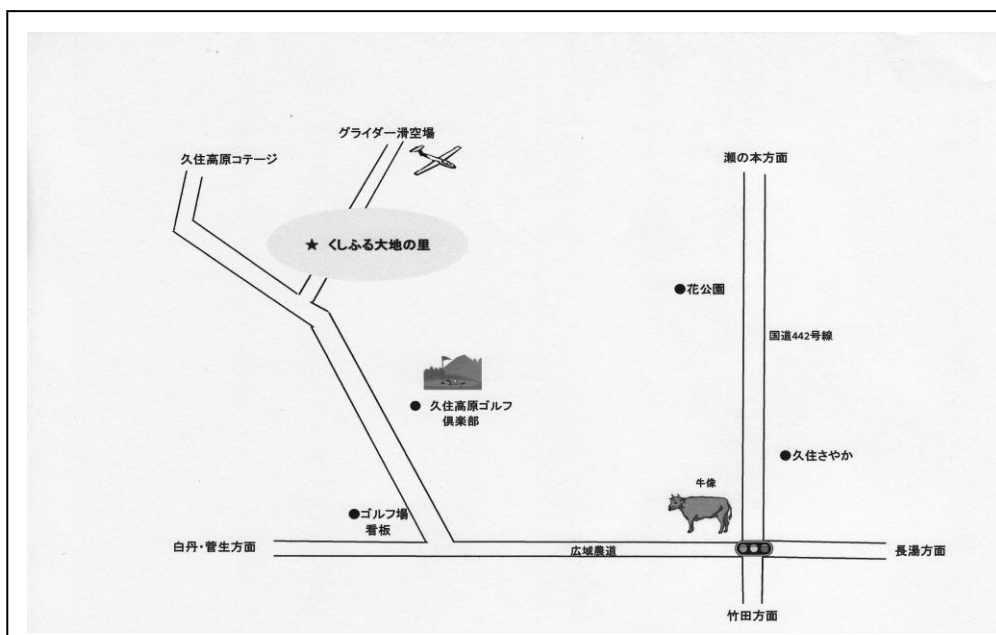 グライダー滑空場
久住高原コテージ
瀬の本方面
★ くしふる大地の里
●花公園
国道442号線
● 久住高原ゴルフ
倶楽部
●久住さやか
牛像
●ゴルフ場
看板
白丹・菅生方面
広域農道
長湯方面
竹田方面